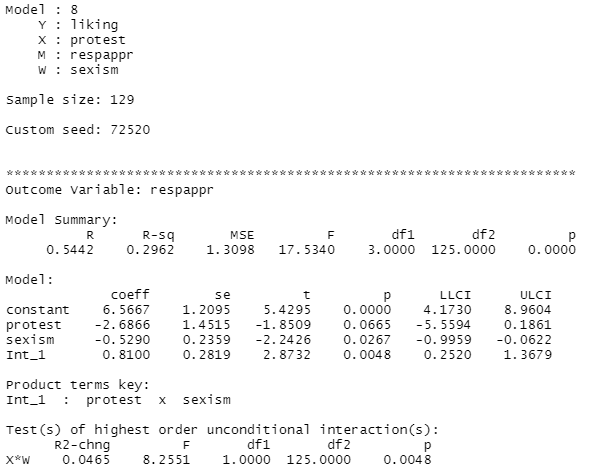 Model : 8
Y : liking
X : protest
M : respappr
W : sexism
Sample size: 129
Custom seed: 72520
***********************************************************************
Outcome Variable: respappr
Model Summary:
R R-sq MSE F df1 df2 p
0.5442 0.2962 1.3098 17.5340 3.0000 125.0000 0.0000
Model:
coeff se t p LLCI ULCI
constant 6.5667 1.2095 5.4295 0.0000 4.1730 8.9604
protest -2.6866 1.4515 -1.8509 0.0665 -5.5594 0.1861
sexism -0.5290 0.2359 -2.2426 0.0267 -0.9959 -0.0622
Int_1 0.8100 0.2819 2.8732 0.0048 0.2520 1.3679
Product terms key:
Int_1 : protest x sexism
Test(s) of highest order unconditional interaction(s):
R2-chng F df1 df2 p
X*W 0.0465 8.2551 1.0000 125.0000 0.0048